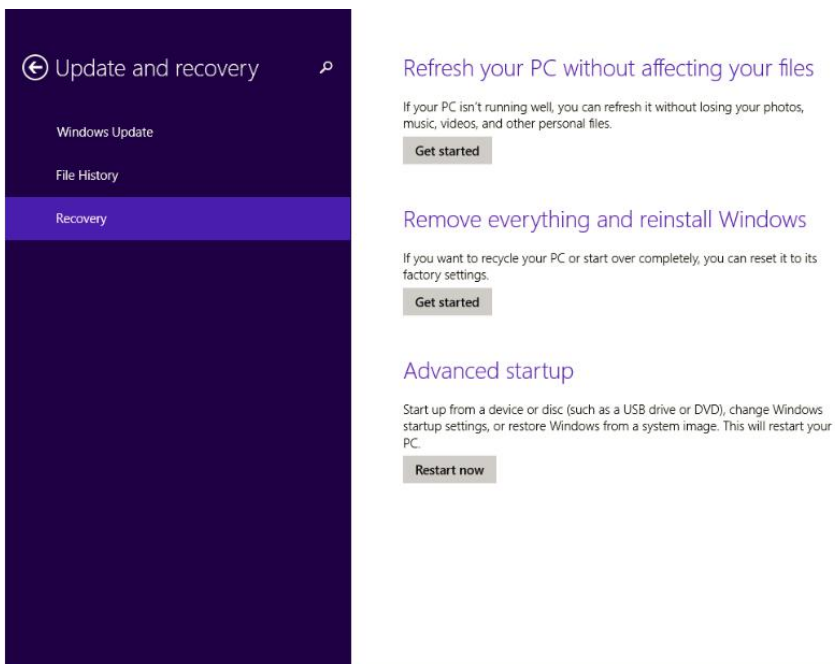 Update and recovery
Windows Update
File History
Recovery
Refresh your PC without affecting your files
If your PC isn't running well, you can refresh it without losing your photos,
music, videos, and other personal files.
Get started
Remove everything and reinstall Windows
If you want to recycle your PC or start over completely, you can reset it to its
factory settings.
Get started
Advanced startup
Start up from a device or disc (such as a USB drive or DVD), change Windows
startup settings, or restore Windows from a system image. This will restart your
PC.
Restart now